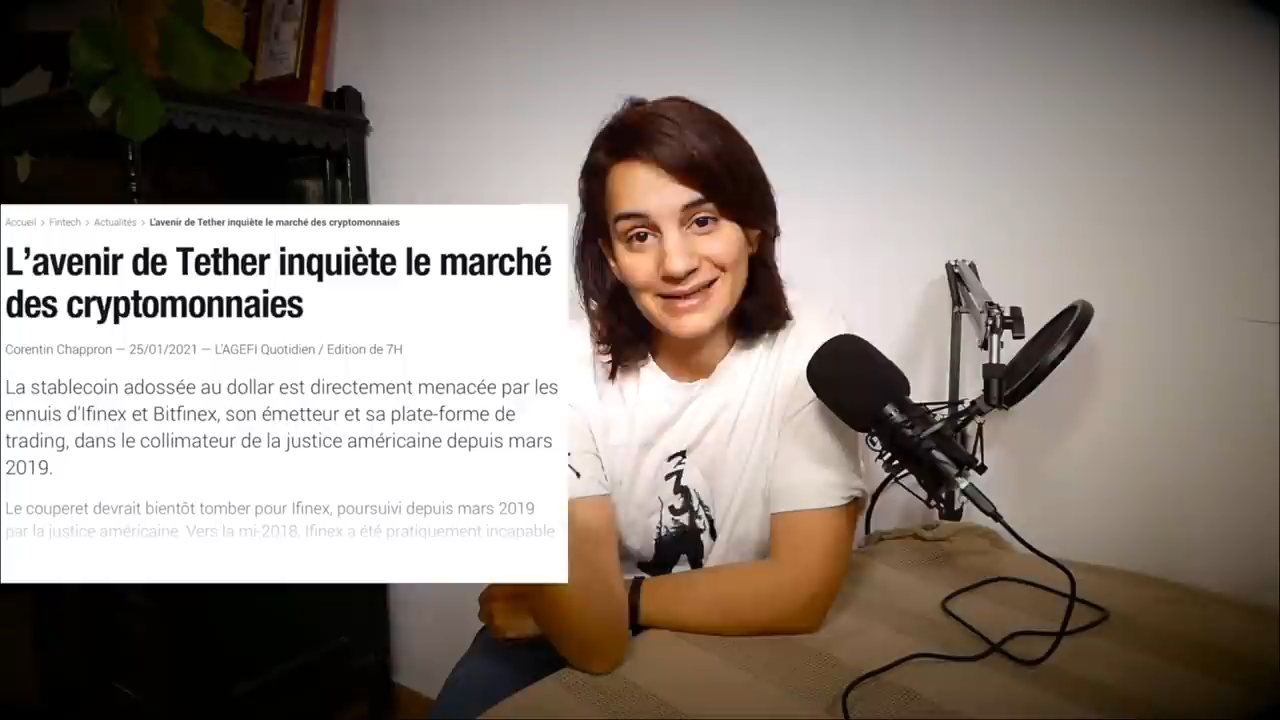 Accueil > Fintech > Actualités > L'avenir de Tether inquiète le marché des cryptomonnaies
L'avenir de Tether inquiète le marché
des cryptomonnaies
Corentin Chappron — 25/01/2021 — L'AGEFI Quotidien / Edition de 7H
La stablecoin adossée au dollar est directement menacée par les
ennuis d'Ifinex et Bitfinex, son émetteur et sa plate-forme de
trading, dans le collimateur de la justice américaine depuis mars
2019.
Le couperet devrait bientôt tomber pour Ifinex, poursuivi depuis mars 2019
par la justice américaine. Vers la mi-2018, Ifinex a été pratiquement incapable